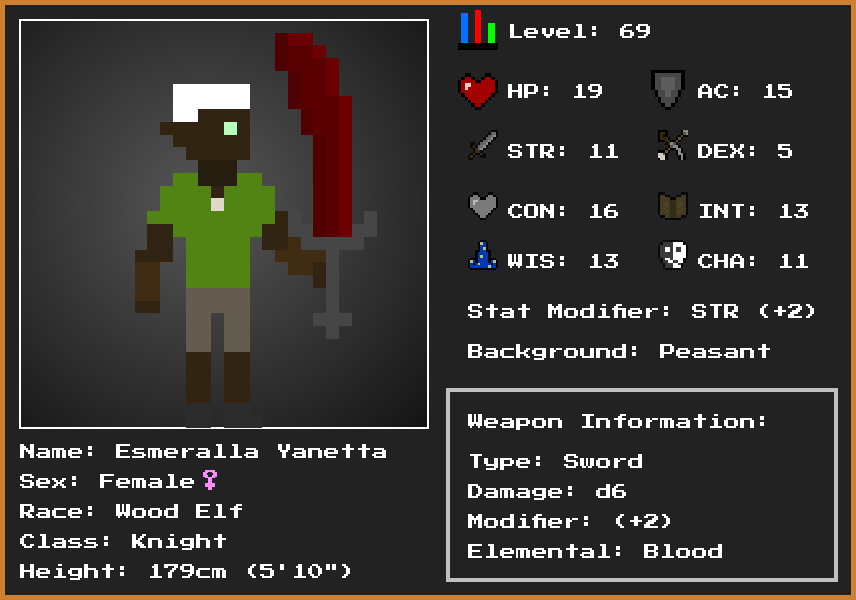 Level: 69
HP: 19
AC: 15
STR: 11
DEX: 5
CON: 16
INT: 13
WIS: 13
CHA: 11
Stat Modifier: STR (+2)
Background: Peasant
Weapon Information:
Type: Sword
Damage: d6
Modifier: (+2)
Elemental: Blood
Name: Esmeralla Yanetta
Sex: Female♀
Race: Wood Elf
Class: Knight
Height: 179cm (5'10")